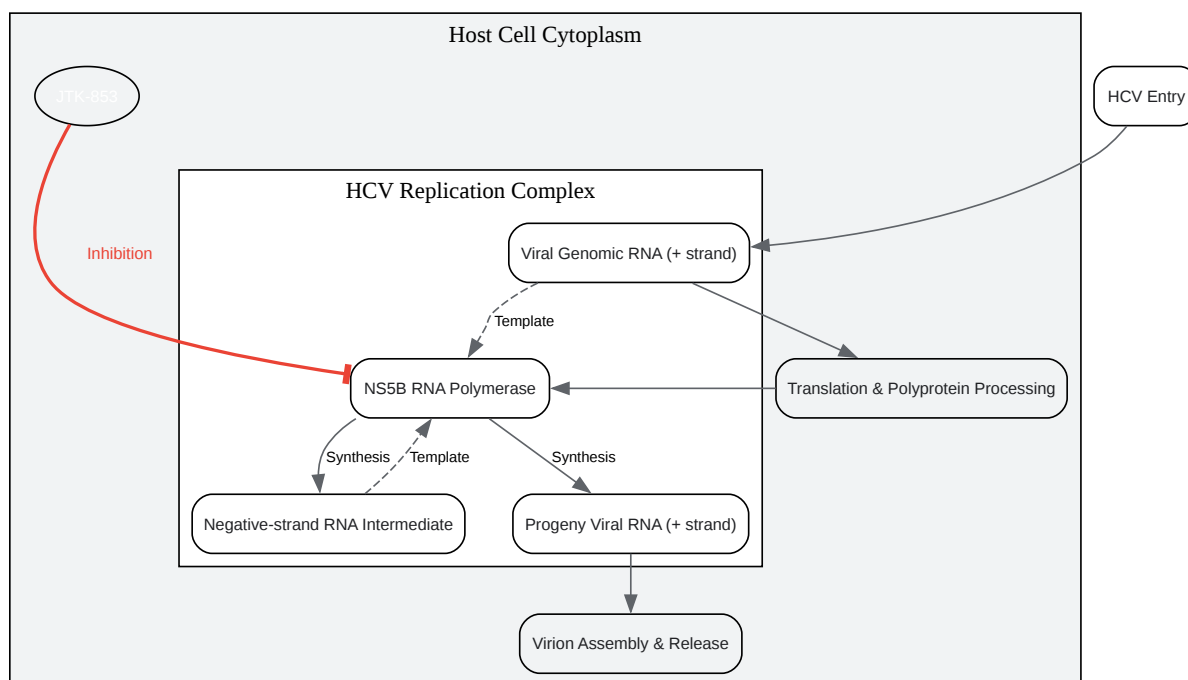 Host Cell Cytoplasm
JTK-853
HCV Entry
HCV Replication Complex
Inhibition
Viral Genomic RNA (+ strand)
Template
NS5B RNA Polymerase
Translation & Polyprotein Processing
Synthesis
Template
Synthesis
Negative-strand RNA Intermediate
Progeny Viral RNA (+ strand)
Virion Assembly & Release